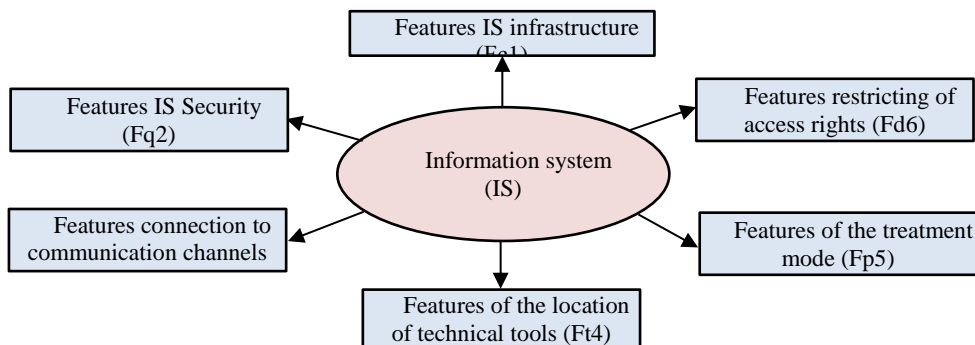 Features IS infrastructure
Features IS Security
(Fq2)
Features restricting of
access rights (Fd6)
Information system
(IS)
Features connection to
communication channels
Features of the treatment
mode (Fp5)
Features of the location
of technical tools (Ft4)